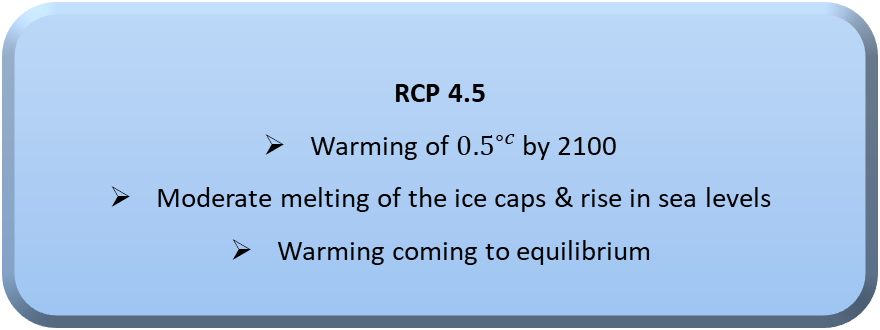 RCP 4.5
➢ Warming of 0.5°ᶜ by 2100
➢ Moderate melting of the ice caps & rise in sea levels
➢ Warming coming to equilibrium